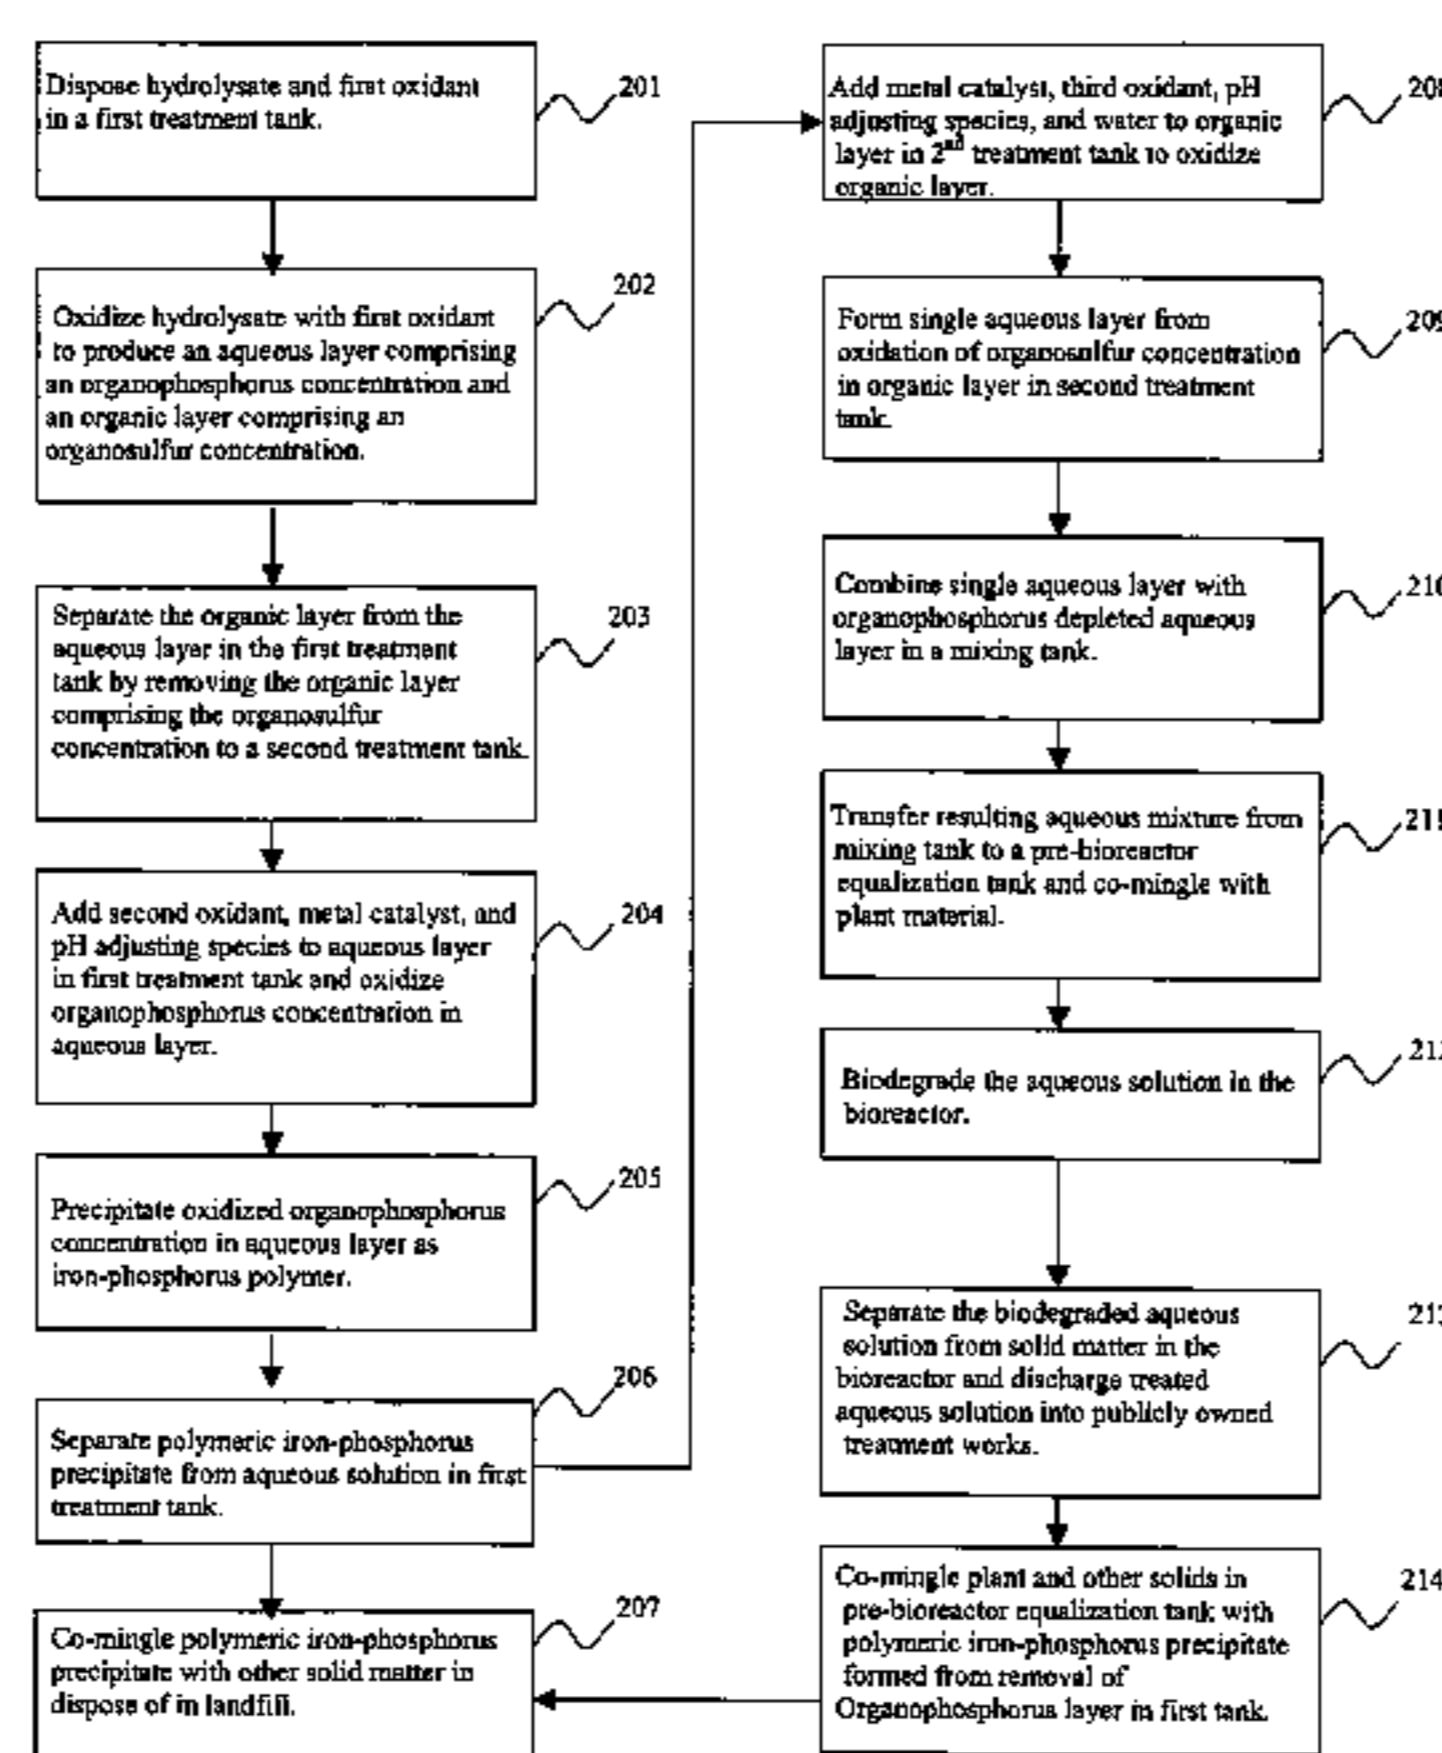 Dispose hydrolysate and first oxidant
in a first treatment tank.
201
Oxidize hydrolysate with first oxidant
to produce an aqueous layer comprising
an organophosphorus concentration and
an organic layer comprising an
organosulfur concentration.
202
Separate the organic layer from the
aqueous layer in the first treatment
tank by removing the organic layer
comprising the organosulfur
concentration to a second treatment tank.
203
Add second oxidant, metal catalyst, and
pH adjusting species to aqueous layer
in first treatment tank and oxidize
organophosphorus concentration in
aqueous layer.
204
Precipitate oxidized organophosphorus
concentration in aqueous layer as
iron-phosphorus polymer.
205
Separate polymeric iron-phosphorus
precipitate from aqueous solution in first
treatment tank.
206
Co-mingle polymeric iron-phosphorus
precipitate with other solid matter in
dispose of in landfill.
207
Add metal catalyst, third oxidant, pH
adjusting species, and water to organic
layer in 2nd treatment tank to oxidize
organic layer.
208
Form single aqueous layer from
oxidation of organosulfur concentration
in organic layer in second treatment
tank.
209
Combine single aqueous layer with
organophosphorus depleted aqueous
layer in a mixing tank.
210
Transfer resulting aqueous mixture from
mixing tank to a pre-bioreactor
equalization tank and co-mingle with
plant material.
211
Biodegrade the aqueous solution in the
bioreactor.
212
Separate the biodegraded aqueous
solution from solid matter in the
bioreactor and discharge treated
aqueous solution into publicly owned
treatment works.
213
Co-mingle plant and other solids in
pre-bioreactor equalization tank with
polymeric iron-phosphorus precipitate
formed from removal of
Organophosphorus layer in first tank.
214